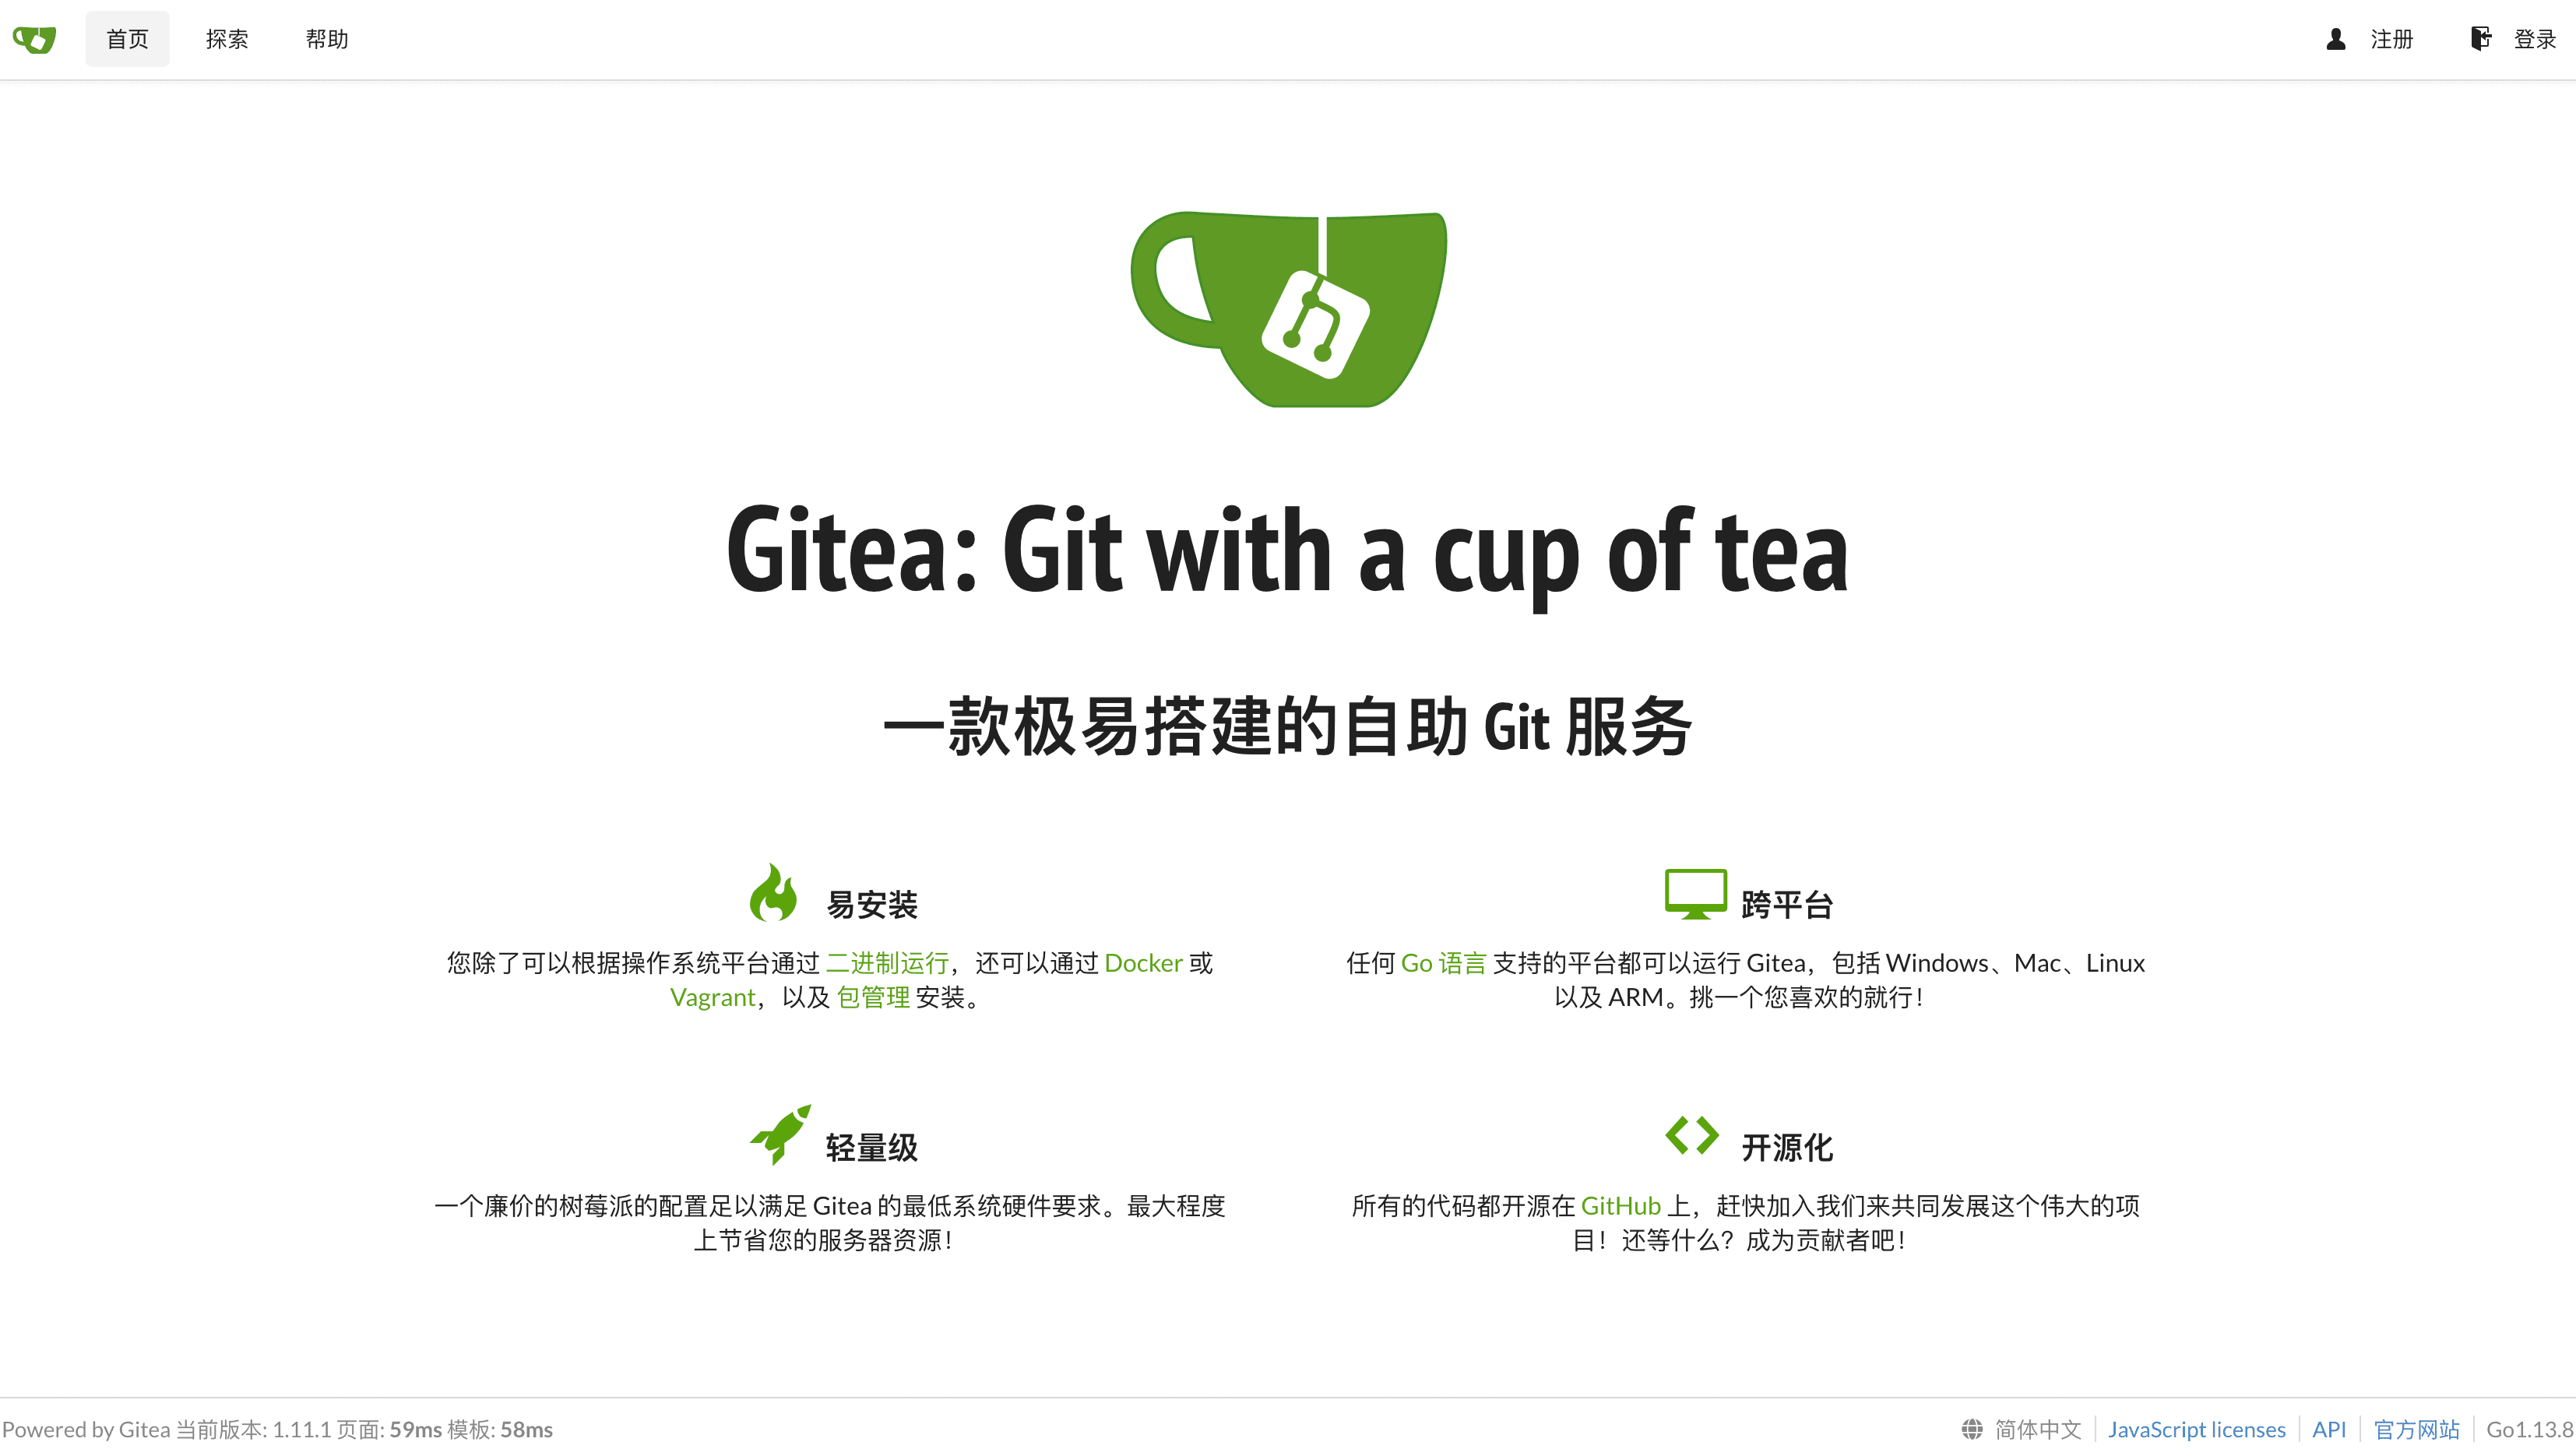 首页 探索 帮助 注册 登录
Gitea: Git with a cup of tea
一款极易搭建的自助 Git 服务
易安装
您除了可以根据操作系统平台通过 二进制运行，还可以通过 Docker 或
Vagrant，以及 包管理 安装。
跨平台
任何 Go 语言 支持的平台都可以运行 Gitea，包括 Windows、Mac、Linux
以及 ARM。挑一个您喜欢的就行！
轻量级
一个廉价的树莓派的配置足以满足 Gitea 的最低系统硬件要求。最大程度
上节省您的服务器资源！
开源化
所有的代码都开源在 GitHub 上，赶快加入我们来共同发展这个伟大的项
目！还等什么？成为贡献者吧！
Powered by Gitea 当前版本: 1.11.1 页面: 59ms 模板: 58ms 简体中文 JavaScript licenses API 官方网站 Go1.13.8